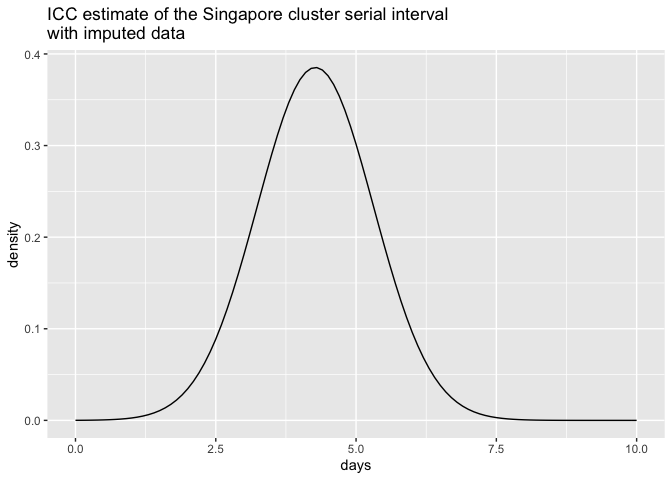 ICC estimate of the Singapore cluster serial interval
with imputed data
0.4
0.3
density
0.2
0.1
0.0
0.0 2.5 5.0 7.5 10.0
days